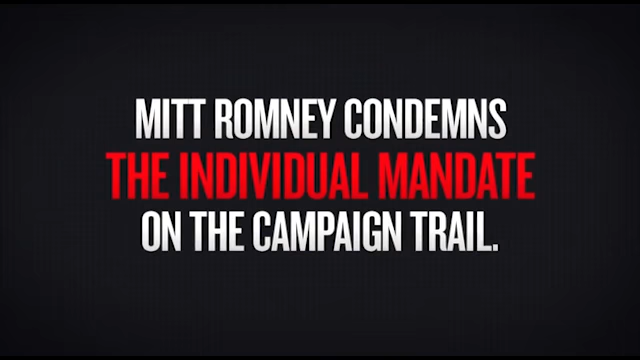 MITT ROMNEY CONDEMNS
THE INDIVIDUAL MANDATE
ON THE CAMPAIGN TRAIL.